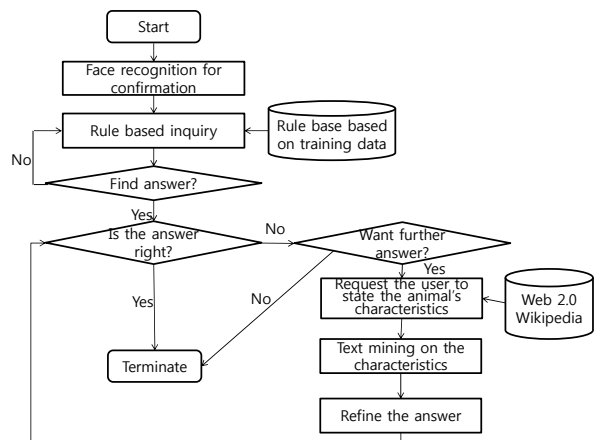 Start
Face recognition for
confirmation
Rule based inquiry
Rule base based
on training data
No
Find answer?
Yes
Is the answer
right?
No
Want further
answer?
Yes
Request the user to
state the animal's
characteristics
Web 2.0
Wikipedia
Yes
No
Text mining on the
characteristics
Terminate
Refine the answer